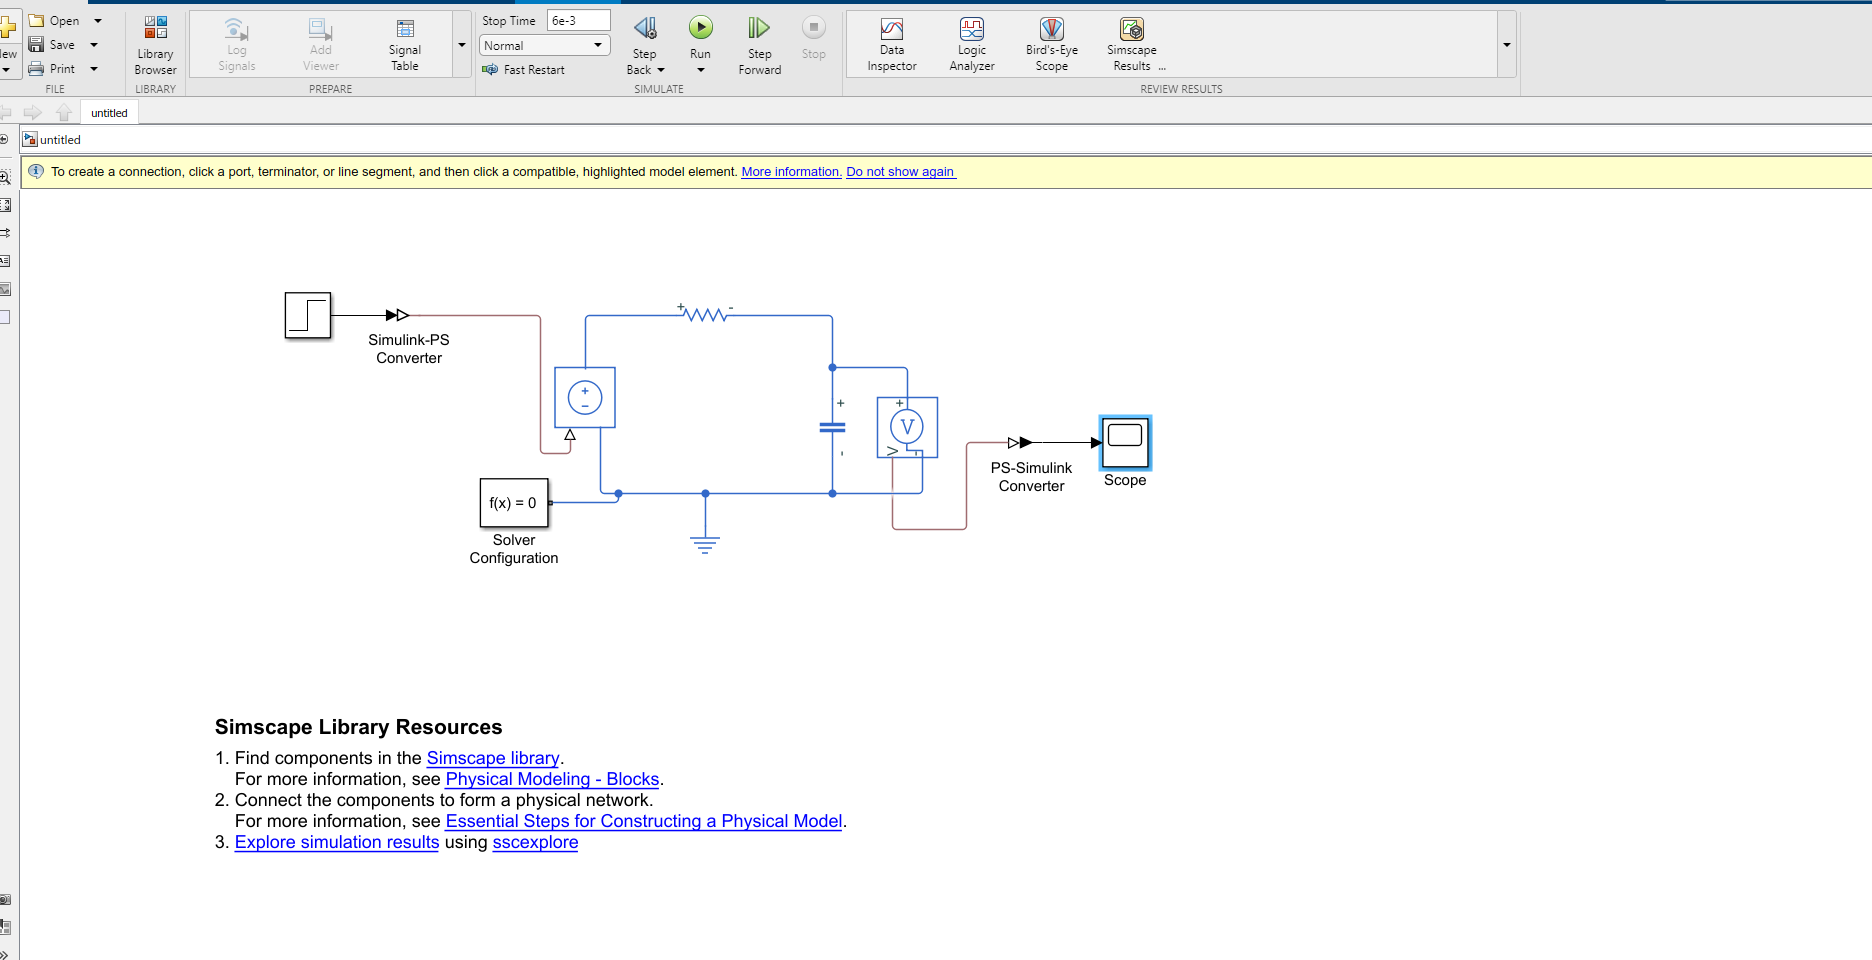 Open
Save
ew
Print
FILE
Library
Browser
LIBRARY
Log
Signals
Add
Viewer
Signal
Table
PREPARE
Stop Time 6e-3
Normal
Fast Restart
Step
Back
Run
Step
Forward
Stop
SIMULATE
Data
Inspector
Logic
Analyzer
Bird's-Eye
Scope
Simscape
Results ...
REVIEW RESULTS
untitled
untitled
To create a connection, click a port, terminator, or line segment, and then click a compatible, highlighted model element. More information. Do not show again
Simulink-PS
Converter
+ -
+
−
+
-
+
V
V
-
f(x) = 0
Solver
Configuration
PS-Simulink
Converter
Scope
Simscape Library Resources
1. Find components in the Simscape library.
For more information, see Physical Modeling - Blocks.
2. Connect the components to form a physical network.
For more information, see Essential Steps for Constructing a Physical Model.
3. Explore simulation results using sscexplore